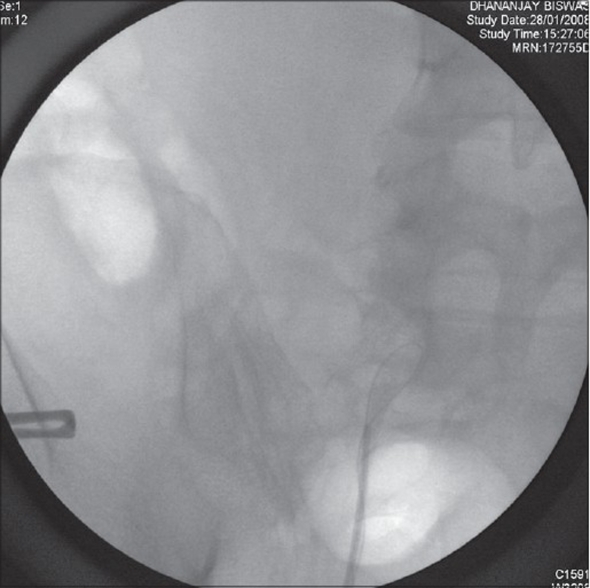 Se:1
m:12
DHANANJAY BISWAS
Study Date:28/01/2008
Study Time:15:27:06
MRN:172755D
C1591